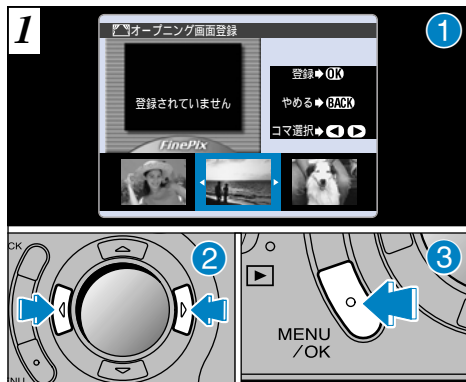 1
オープニング画面登録
1
登録➡OK
やめる➡BACK
コマ選択➡◀▶
登録されていません
FinePix
2
3
MENU
/OK